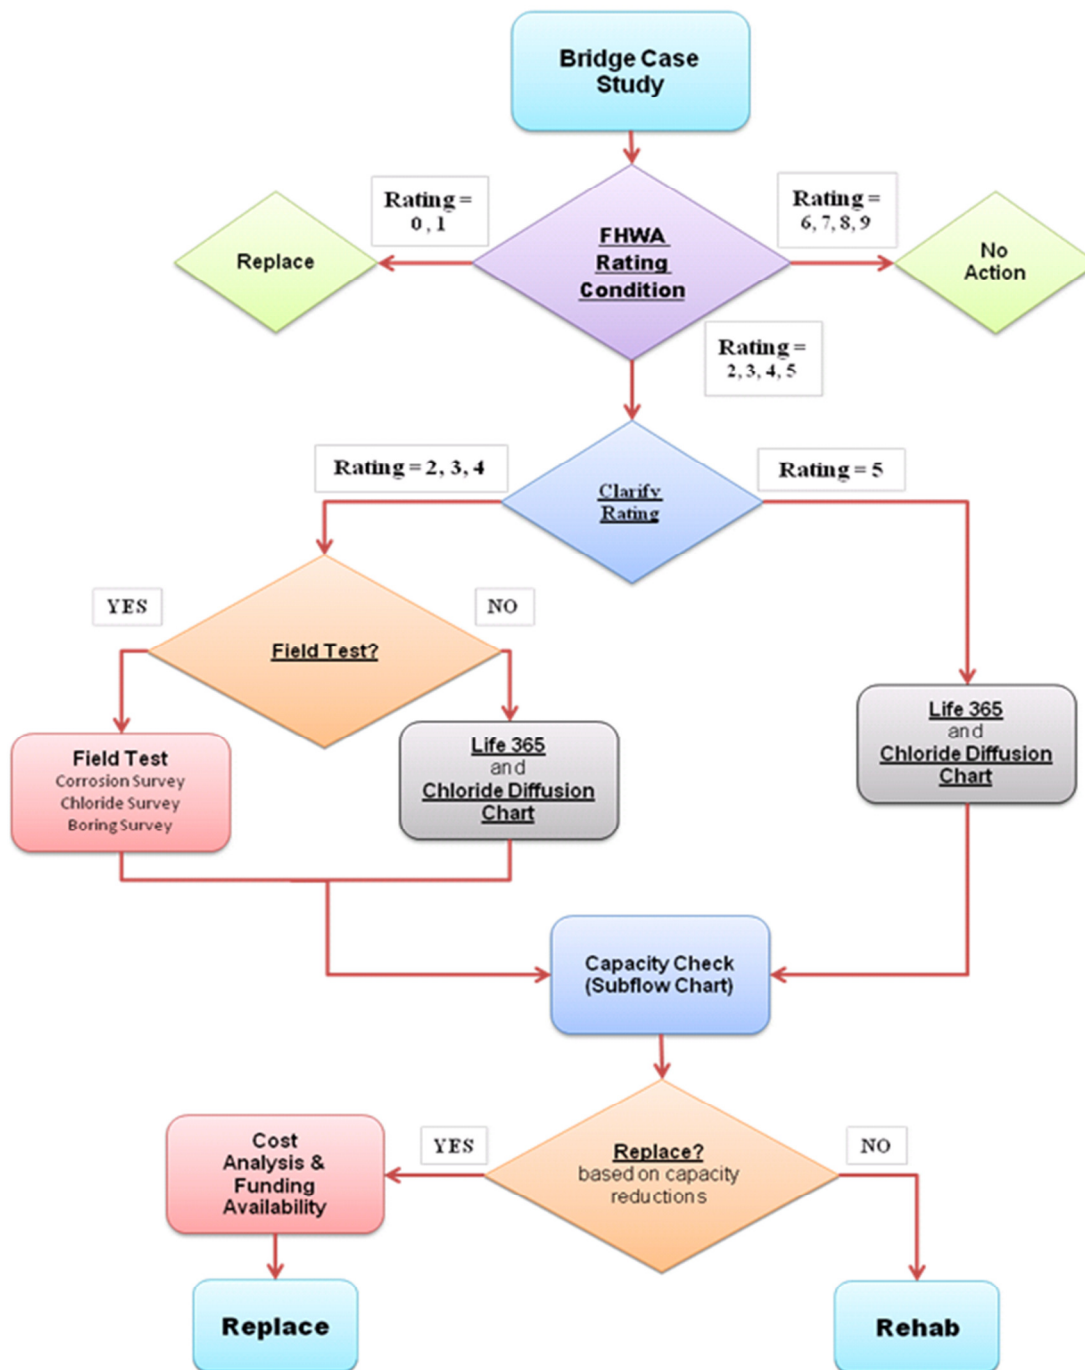 Bridge Case
Study
Rating =
0 , 1
Rating =
6, 7, 8, 9
Replace
FHWA
Rating
Condition
No
Action
Rating =
2, 3, 4, 5
Rating = 2, 3, 4
Clarify
Rating
Rating = 5
YES
NO
Field Test?
Field Test
Corrosion Survey
Chloride Survey
Boring Survey
Life 365
and
Chloride Diffusion
Chart
Life 365
and
Chloride Diffusion
Chart
Capacity Check
(Subflow Chart)
Cost
Analysis &
Funding
Availability
YES
Replace?
based on capacity
reductions
NO
Replace
Rehab